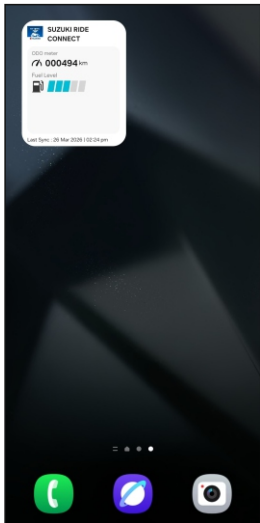 SUZUKI RIDE
CONNECT
ODO meter
000494 km
Fuel Level
Last Sync : 26 Mar 2026 | 02:24 pm